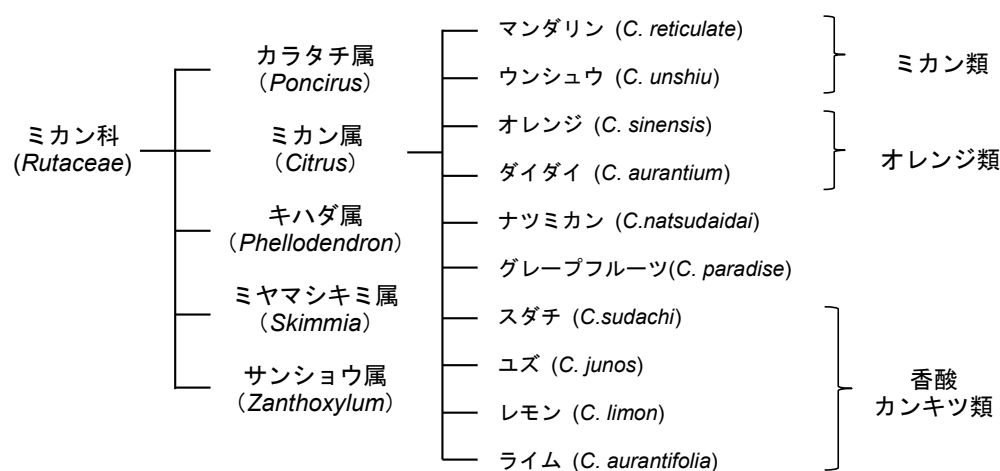 ミカン科
(Rutaceae)
カラタチ属
（Poncirus）
ミカン属
（Citrus）
キハダ属
（Phellodendron）
ミヤマシキミ属
（Skimmia）
サンショウ属
（Zanthoxylum）
マンダリン (C. reticulate)
ウンシュウ (C. unshiu)
オレンジ (C. sinensis)
ダイダイ (C. aurantium)
ナツミカン (C.natsudaidai)
グレープフルーツ(C. paradise)
スダチ (C.sudachi)
ユズ (C. junos)
レモン (C. limon)
ライム (C. aurantifolia)
ミカン類
オレンジ類
香酸
カンキツ類